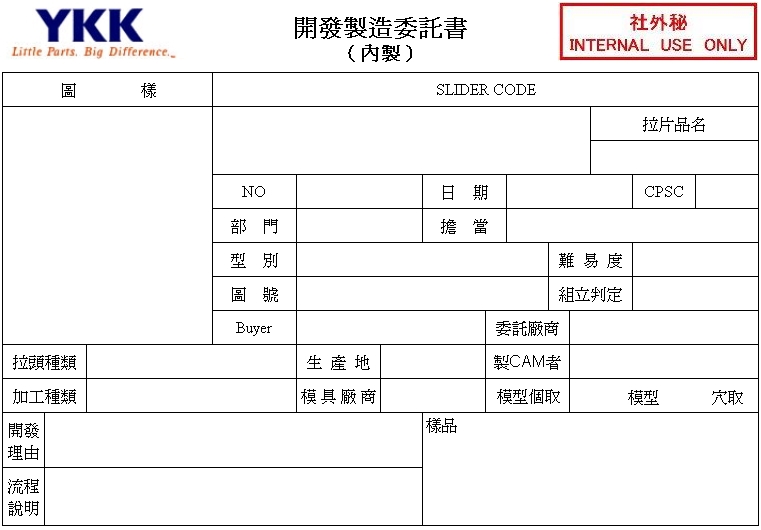 YKK
Little Parts. Big Difference.
開發製造委託書
（內製）
社外秘
INTERNAL USE ONLY
圖 樣
SLIDER CODE
拉片品名
NO
日 期
CPSC
部 門
擔 當
型 別
難 易 度
圖 號
組立判定
Buyer
委託廠商
拉頭種類
生 產 地
製CAM者
加工種類
模 具 廠 商
模型個取
模型 穴取
開發
理由
樣品
流程
說明